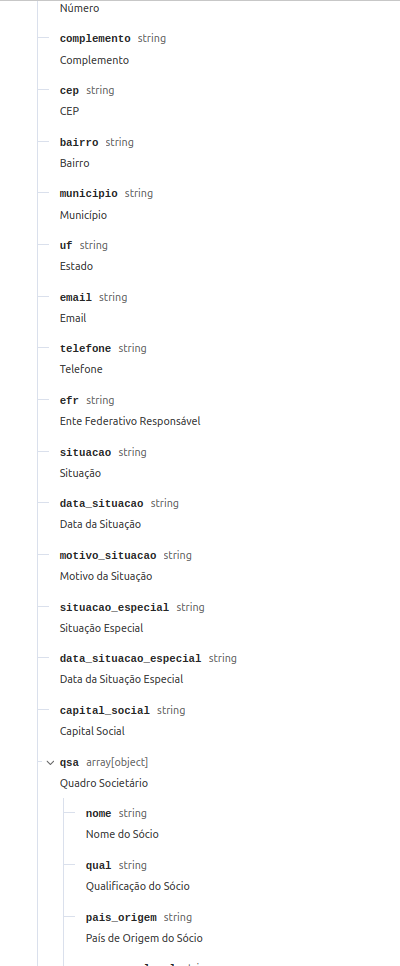 Número
complemento string
Complemento
cep string
CEP
bairro string
Bairro
municipio string
Município
uf string
Estado
email string
Email
telefone string
Telefone
efr string
Ente Federativo Responsável
situacao string
Situação
data_situacao string
Data da Situação
motivo_situacao string
Motivo da Situação
situacao_especial string
Situação Especial
data_situacao_especial string
Data da Situação Especial
capital_social string
Capital Social
qsa array[object]
Quadro Societário
nome string
Nome do Sócio
qual string
Qualificação do Sócio
pais_origem string
País de Origem do Sócio